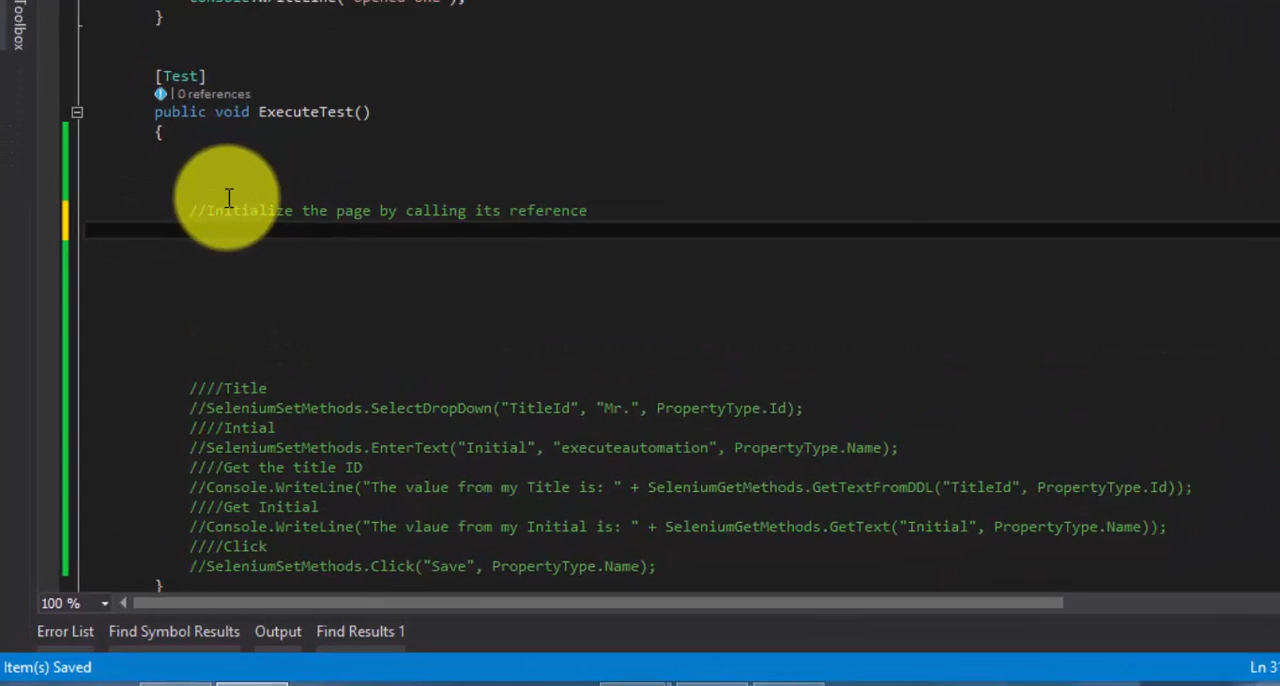 Toolbox
}
[Test]
| 0 references
public void ExecuteTest()
{
//Initialize the page by calling its reference
////Title
//SeleniumSetMethods.SelectDropDown("TitleId", "Mr.", PropertyType.Id);
////Intial
//SeleniumSetMethods.EnterText("Initial", "executeautomation", PropertyType.Name);
////Get the title ID
//Console.WriteLine("The value from my Title is: " + SeleniumGetMethods.GetTextFromDDL("TitleId", PropertyType.Id));
////Get Initial
//Console.WriteLine("The vlaue from my Initial is: " + SeleniumGetMethods.GetText("Initial", PropertyType.Name));
////Click
//SeleniumSetMethods.Click("Save", PropertyType.Name);
}
100 %
Error List Find Symbol Results Output Find Results 1
Item(s) Saved Ln 31